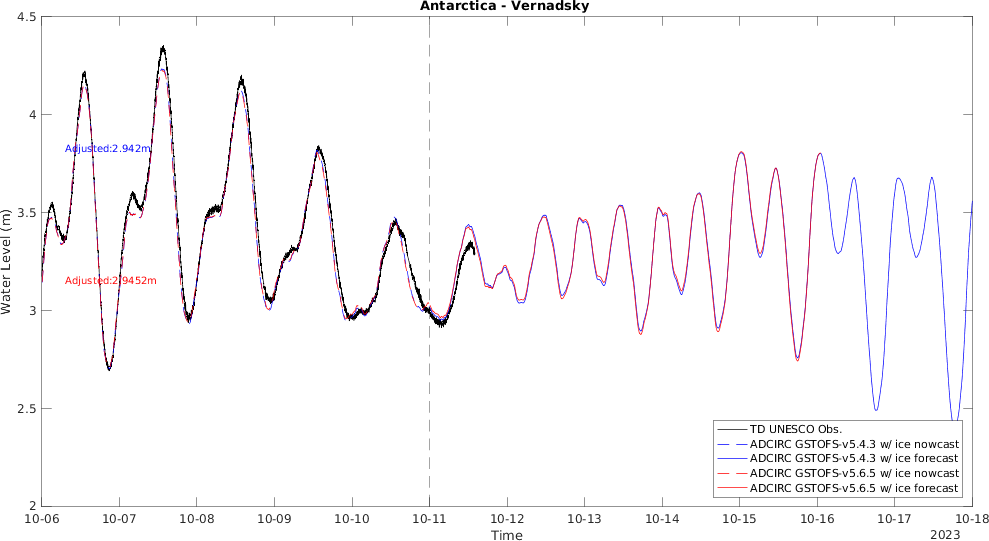 Antarctica - Vernadsky
4.5
4
3.5
3
2.5
2
Water Level (m)
Adjusted:2.942m
Adjusted:2.9452m
TD UNESCO Obs.
ADCIRC GSTOFS-v5.4.3 w/ ice nowcast
ADCIRC GSTOFS-v5.4.3 w/ ice forecast
ADCIRC GSTOFS-v5.6.5 w/ ice nowcast
ADCIRC GSTOFS-v5.6.5 w/ ice forecast
10-06 10-07 10-08 10-09 10-10 10-11 10-12 10-13 10-14 10-15 10-16 10-17 10-18
Time
2023